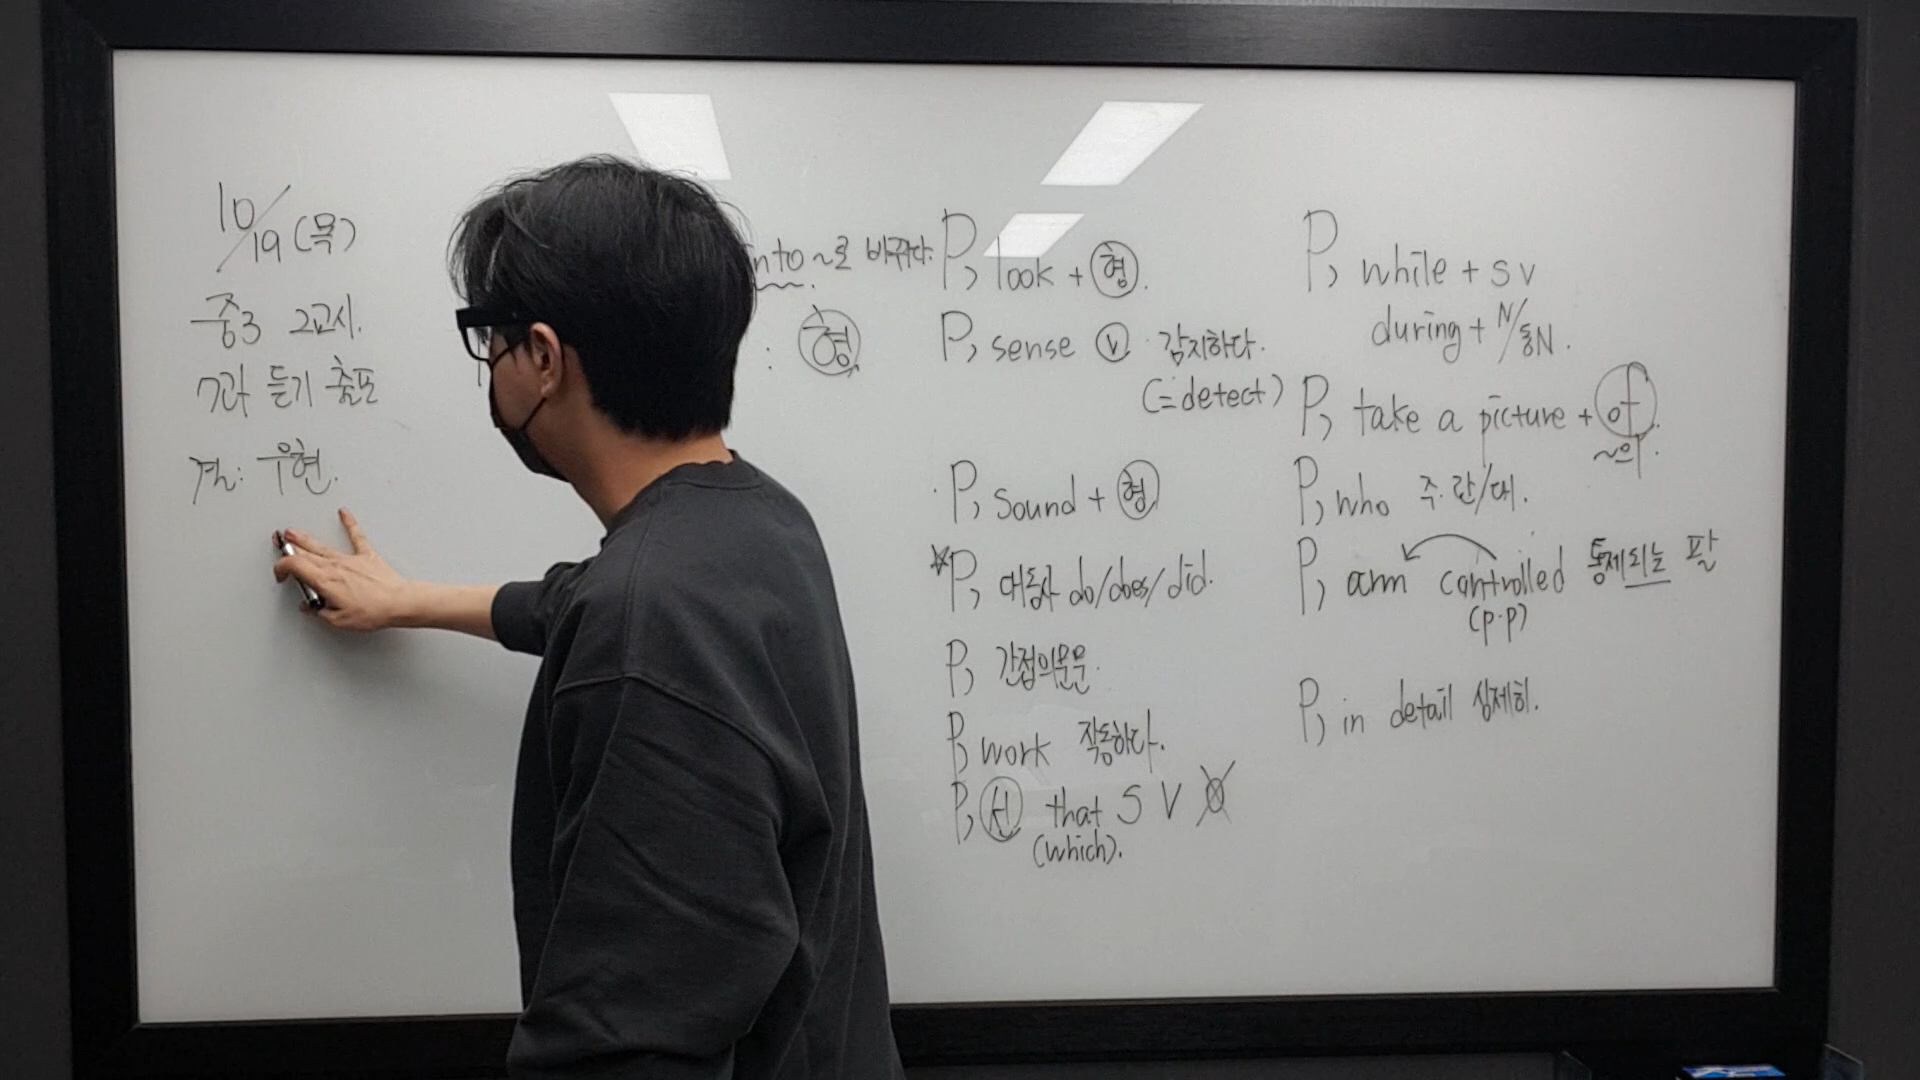 10/19 (목)
중3 2교시.
7과 듣기 출포
결: 우현.
into ~로 바꾸다.
: 형
P, look + 형.
P, sense v 감지하다.
(= detect)
P, sound + 형
☆P, 대동사 do/does/did.
P, 간접의문문.
P, work 작동하다.
P, 선 that S V
(which).
P, while + S V
during + N/동N.
P, take a picture + of.
~의.
P, who 주·관/대.
P, arm controlled 통제되는 팔
(p.p)
P, in detail 상제히.